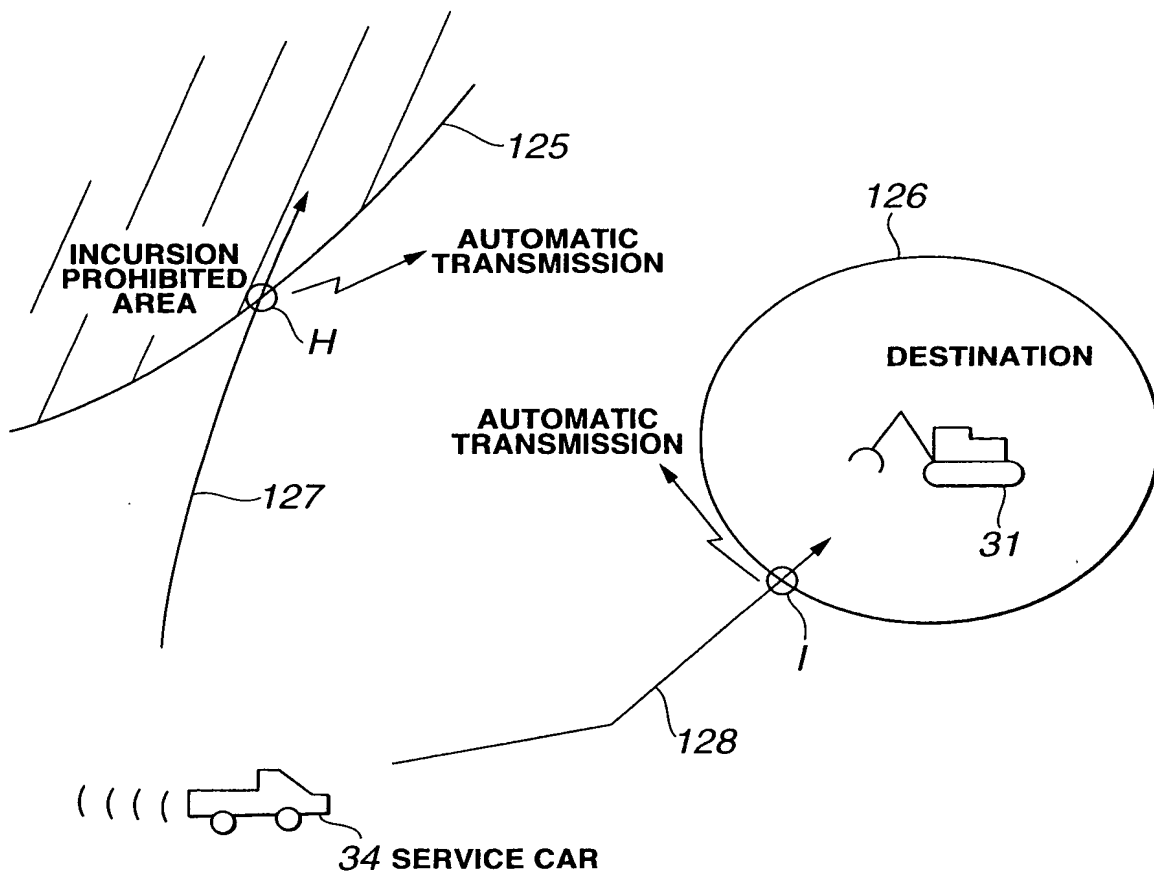 125
126
INCURSION
PROHIBITED
AREA
AUTOMATIC
TRANSMISSION
H
DESTINATION
AUTOMATIC
TRANSMISSION
127
31
I
128
34 SERVICE CAR